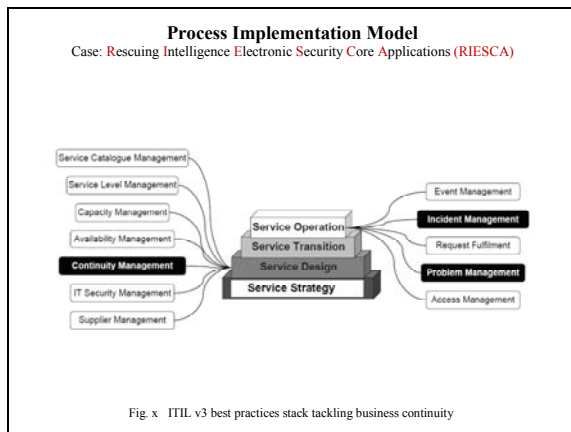 Process Implementation Model
Case: Rescuing Intelligence Electronic Security Core Applications (RIESCA)
Service Catalogue Management
Service Level Management
Capacity Management
Availability Management
Continuity Management
IT Security Management
Supplier Management
Service Operation
Service Transition
Service Design
Service Strategy
Event Management
Incident Management
Request Fulfilment
Problem Management
Access Management
Fig. x ITIL v3 best practices stack tackling business continuity